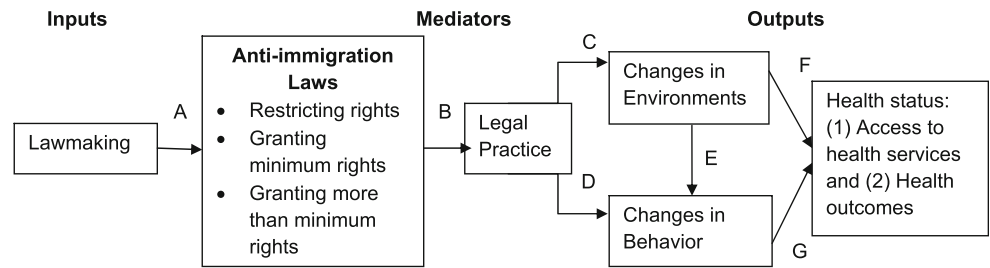 Inputs
Mediators
Outputs
A
Anti-immigration
Laws
• Restricting rights
• Granting
minimum rights
• Granting more
than minimum
rights
Lawmaking
B
Legal
Practice
C
D
Changes in
Environments
E
Changes in
Behavior
F
G
Health status:
(1) Access to
health services
and (2) Health
outcomes